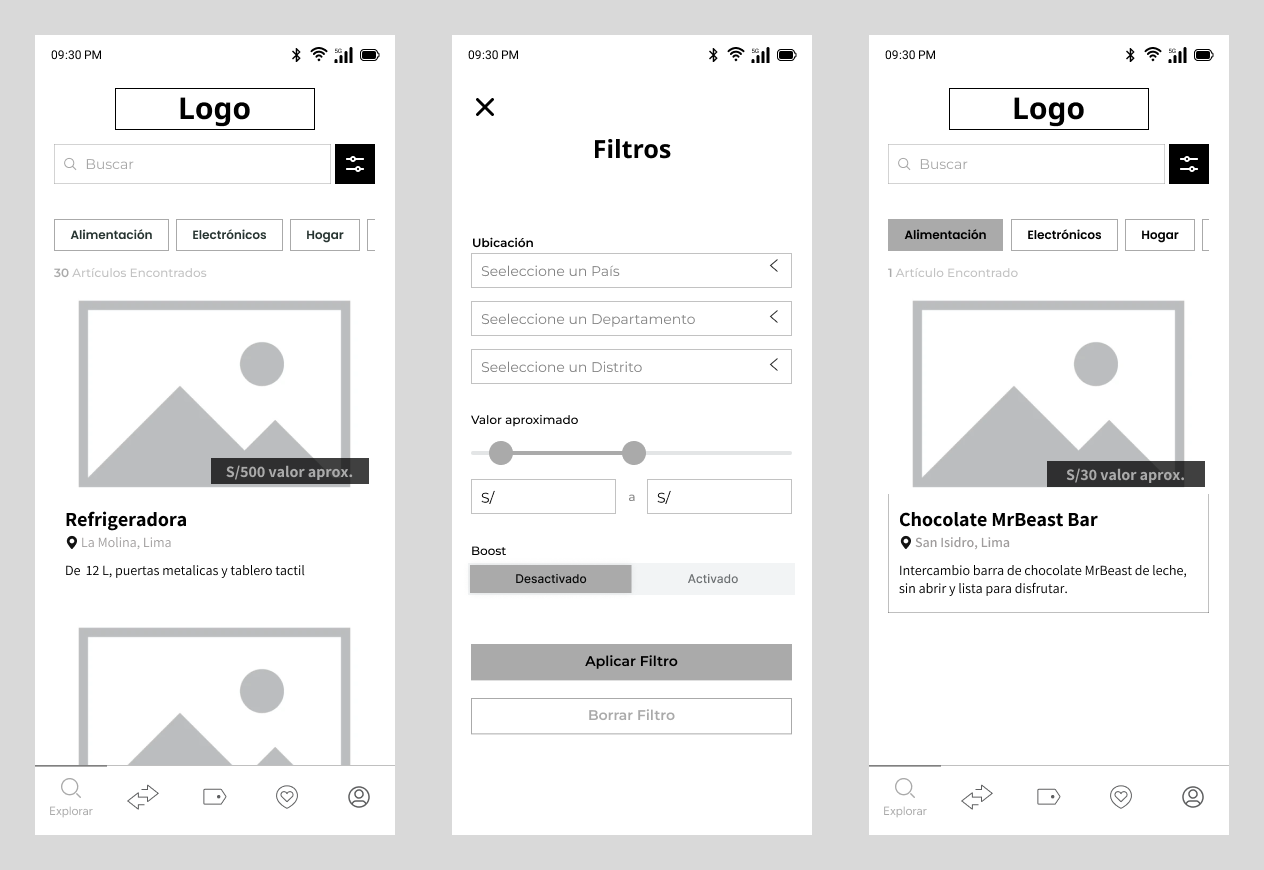 09:30 PM
5G
Logo
Buscar
Alimentación Electrónicos Hogar
30 Artículos Encontrados
S/500 valor aprox.
Refrigeradora
La Molina, Lima
De 12 L, puertas metalicas y tablero tactil
Explorar
09:30 PM
5G
Filtros
Ubicación
Seeleccione un País
Seeleccione un Departamento
Seeleccione un Distrito
Valor aproximado
S/ a S/
Boost
Desactivado Activado
Aplicar Filtro
Borrar Filtro
09:30 PM
5G
Logo
Buscar
Alimentación Electrónicos Hogar
1 Artículo Encontrado
S/30 valor aprox.
Chocolate MrBeast Bar
San Isidro, Lima
Intercambio barra de chocolate MrBeast de leche,
sin abrir y lista para disfrutar.
Explorar